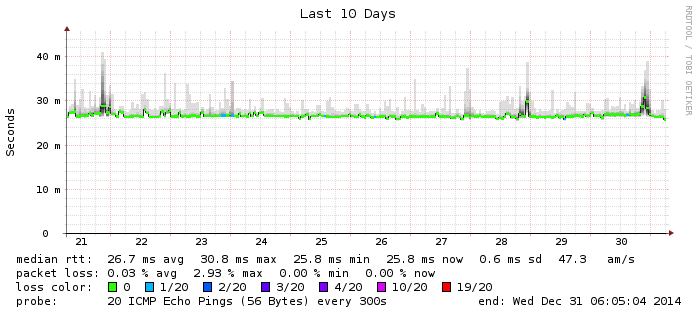 Last 10 Days
RRDTOOL / TOBI OETIKER
Seconds
40 m
30 m
20 m
10 m
0
21 22 23 24 25 26 27 28 29 30
median rtt: 26.7 ms avg 30.8 ms max 25.8 ms min 25.8 ms now 0.6 ms sd 47.3 am/s
packet loss: 0.03 % avg 2.93 % max 0.00 % min 0.00 % now
loss color: 0 1/20 2/20 3/20 4/20 10/20 19/20
probe: 20 ICMP Echo Pings (56 Bytes) every 300s end: Wed Dec 31 06:05:04 2014